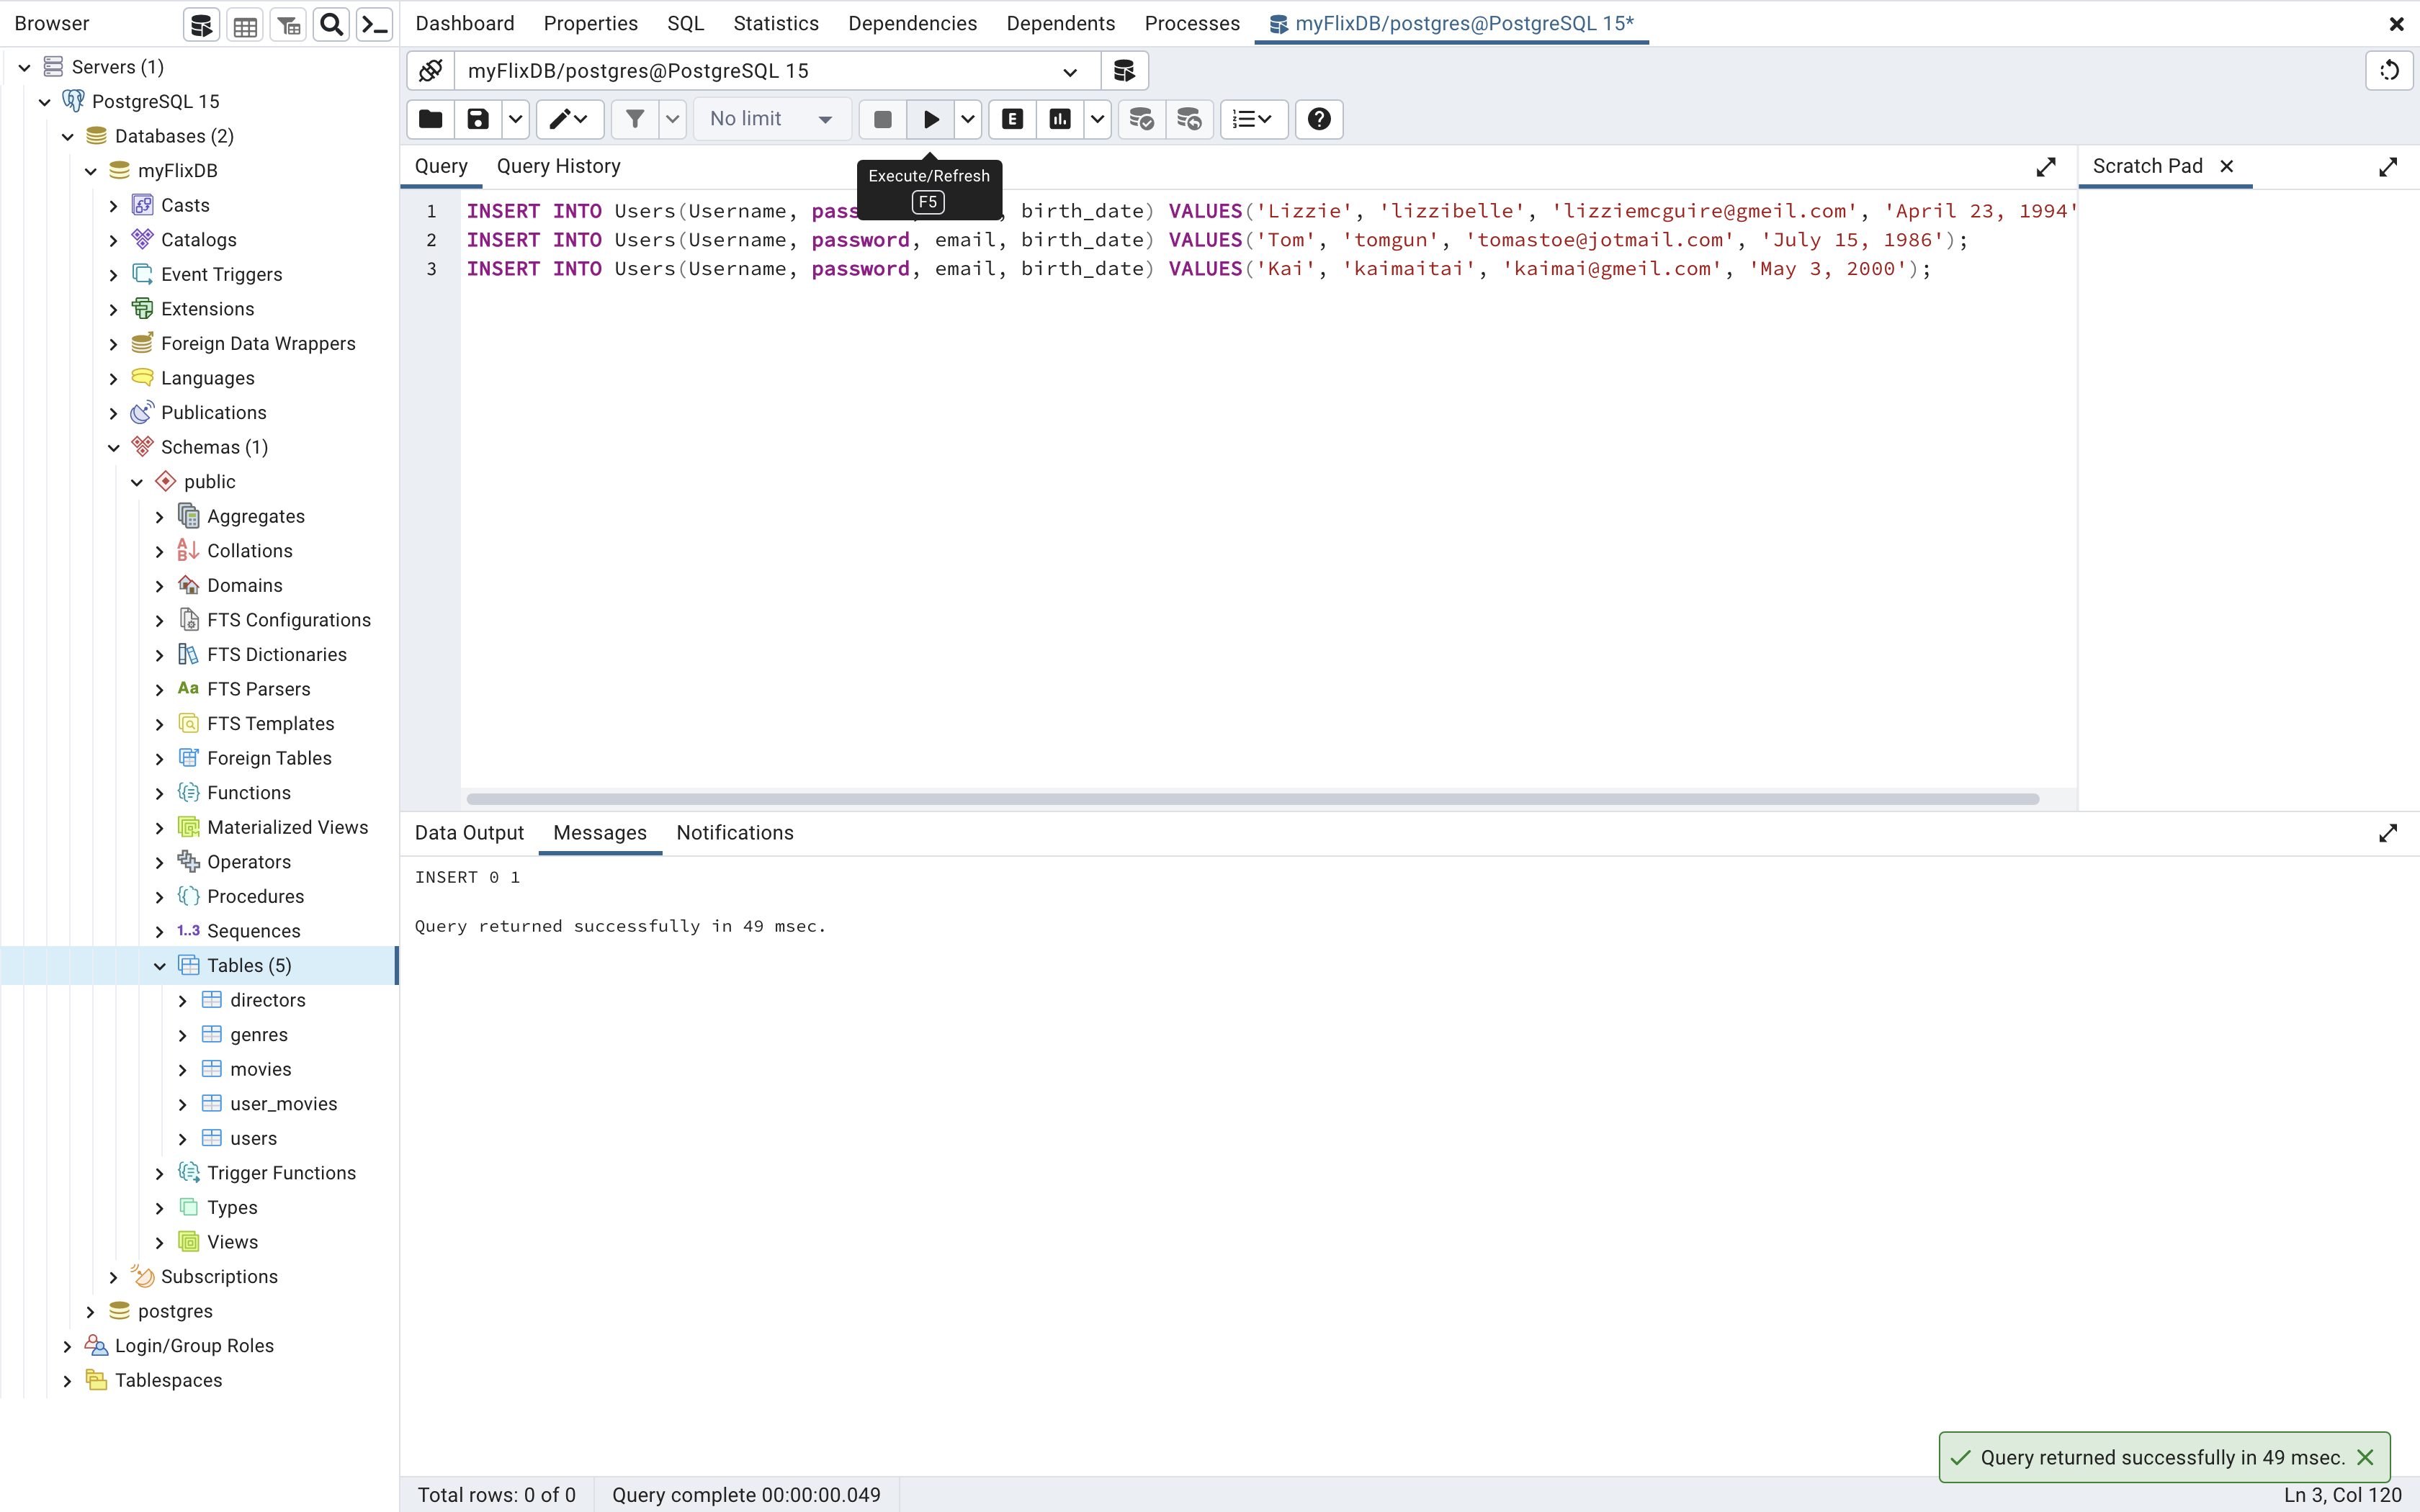 Browser
Dashboard Properties SQL Statistics Dependencies Dependents Processes myFlixDB/postgres@PostgreSQL 15*
Servers (1)
PostgreSQL 15
Databases (2)
myFlixDB
Casts
Catalogs
Event Triggers
Extensions
Foreign Data Wrappers
Languages
Publications
Schemas (1)
public
Aggregates
Collations
Domains
FTS Configurations
FTS Dictionaries
Aa FTS Parsers
FTS Templates
Foreign Tables
Functions
Materialized Views
Operators
Procedures
1..3 Sequences
Tables (5)
directors
genres
movies
user_movies
users
Trigger Functions
Types
Views
Subscriptions
postgres
Login/Group Roles
Tablespaces
myFlixDB/postgres@PostgreSQL 15
No limit
E
Query Query History
Execute/Refresh
F5
Scratch Pad
1 INSERT INTO Users(Username, pass , birth_date) VALUES('Lizzie', 'lizzibelle', 'lizziemcguire@gmeil.com', 'April 23, 1994'
2 INSERT INTO Users(Username, password, email, birth_date) VALUES('Tom', 'tomgun', 'tomastoe@jotmail.com', 'July 15, 1986');
3 INSERT INTO Users(Username, password, email, birth_date) VALUES('Kai', 'kaimaitai', 'kaimai@gmeil.com', 'May 3, 2000');
Data Output Messages Notifications
INSERT 0 1
Query returned successfully in 49 msec.
Query returned successfully in 49 msec.
Total rows: 0 of 0 Query complete 00:00:00.049 Ln 3, Col 120